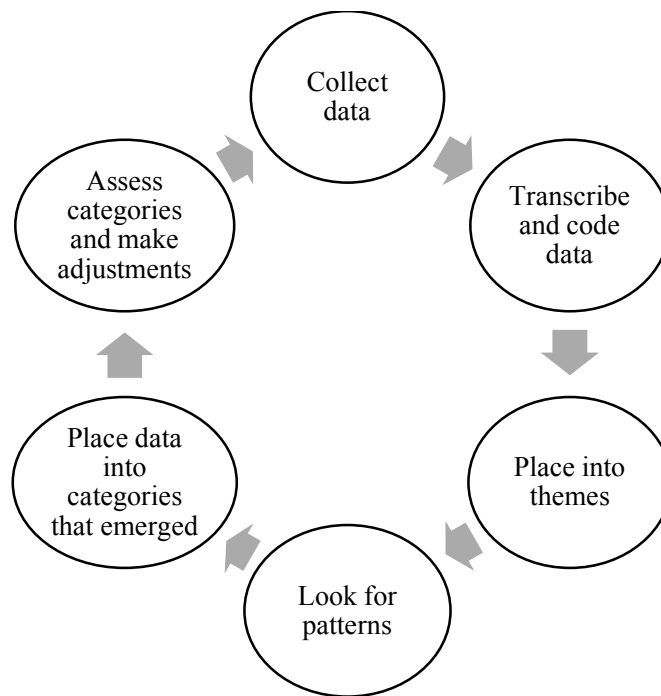 Collect
data
Transcribe
and code
data
Place into
themes
Look for
patterns
Place data
into
categories
that emerged
Assess
categories
and make
adjustments